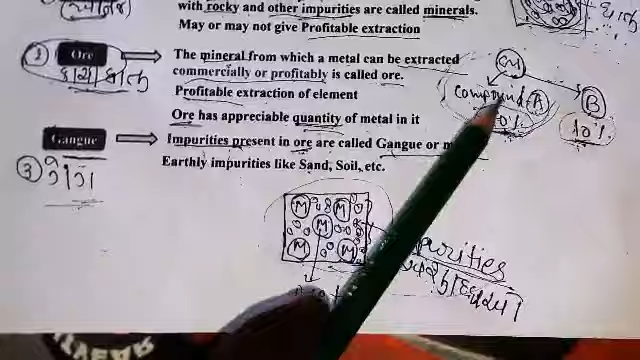 with rocky and other impurities are called minerals.
May or may not give Profitable extraction
Ore
The mineral from which a metal can be extracted
commercially or profitably is called ore.
Profitable extraction of element
Ore has appreciable quantity of metal in it
Gangue
Impurities present in ore are called Gangue or
Earthly impurities like Sand, Soil, etc.
M
Compound A
B
10%
M M
M
M M